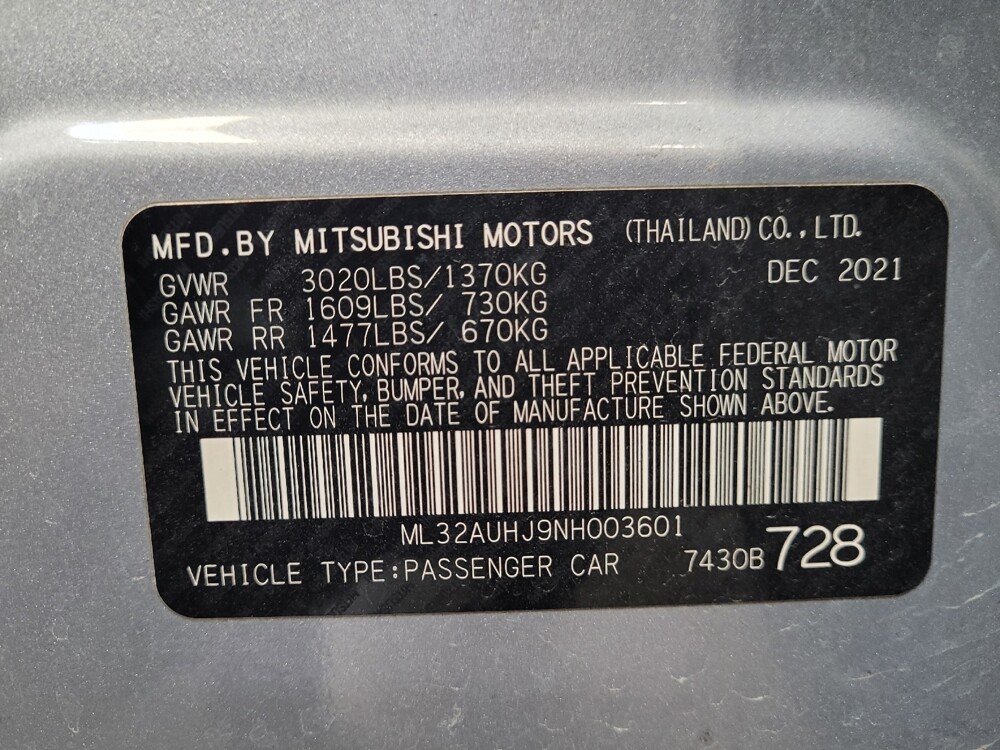 MFD.BY MITSUBISHI MOTORS (THAILAND) CO.,LTD.
GVWR 3020LBS/1370KG DEC 2021
GAWR FR 1609LBS/ 730KG
GAWR RR 1477LBS/ 670KG
THIS VEHICLE CONFORMS TO ALL APPLICABLE FEDERAL MOTOR
VEHICLE SAFETY, BUMPER, AND THEFT PREVENTION STANDARDS
IN EFFECT ON THE DATE OF MANUFACTURE SHOWN ABOVE.
ML32AUHJ9NH003601
VEHICLE TYPE:PASSENGER CAR 7430B 728